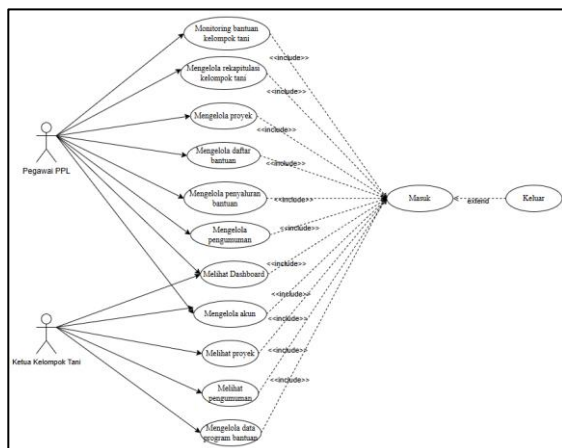 Monitoring bantuan
kelompok tani
<<include>>
Mengelola rekapitulasi
kelompok tani
<<include>>
Mengelola proyek
<<include>>
Pegawai PPL
Mengelola daftar
bantuan
<<include>>
Mengelola penyaluran
bantuan
<<include>>
Masuk
extend
Keluar
Mengelola
pengumuman
<<include>>
Melihat Dashboard
<<include>>
Mengelola akun
<<include>>
Ketua Kelompok Tani
Melihat proyek
<<include>>
<<include>>
Melihat
pengumuman
<<include>>
Mengelola data
program bantuan